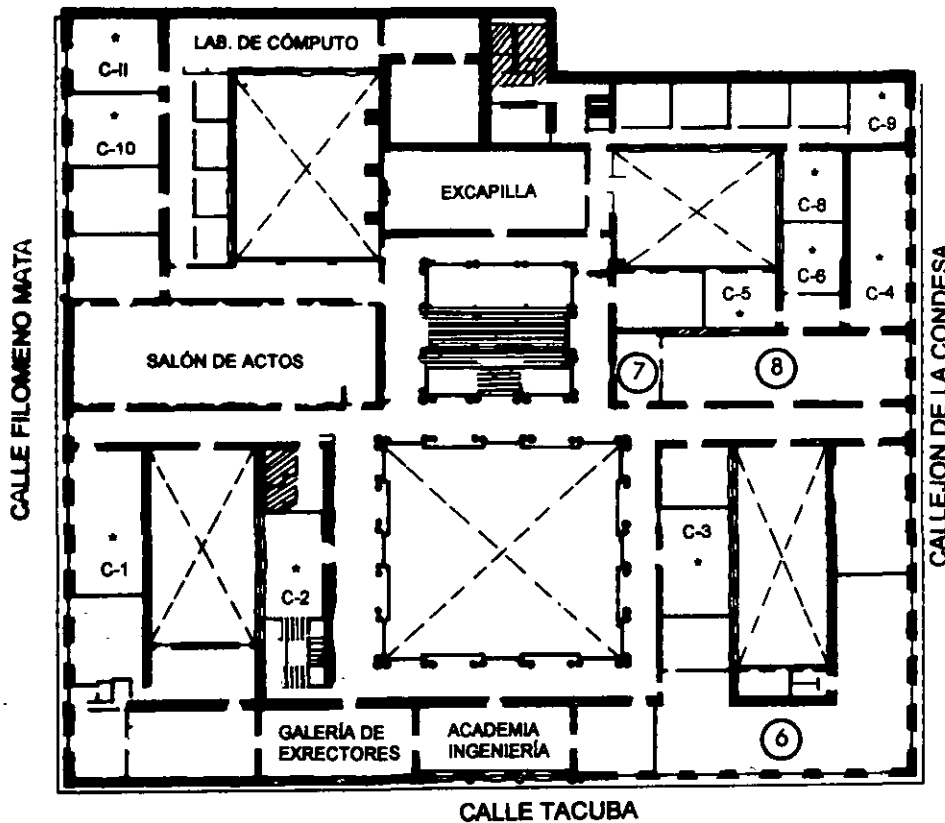 LAB. DE CÓMPUTO
C-11
C-10
C-9
EXCAPILLA
C-8
C-6
C-5
C-4
CALLE FILOMENO MATA
SALÓN DE ACTOS
7
8
CALLEJON DE LA CONDESA
C-1
C-2
C-3
GALERÍA DE
EXRECTORES
ACADEMIA
INGENIERÍA
6
CALLE TACUBA